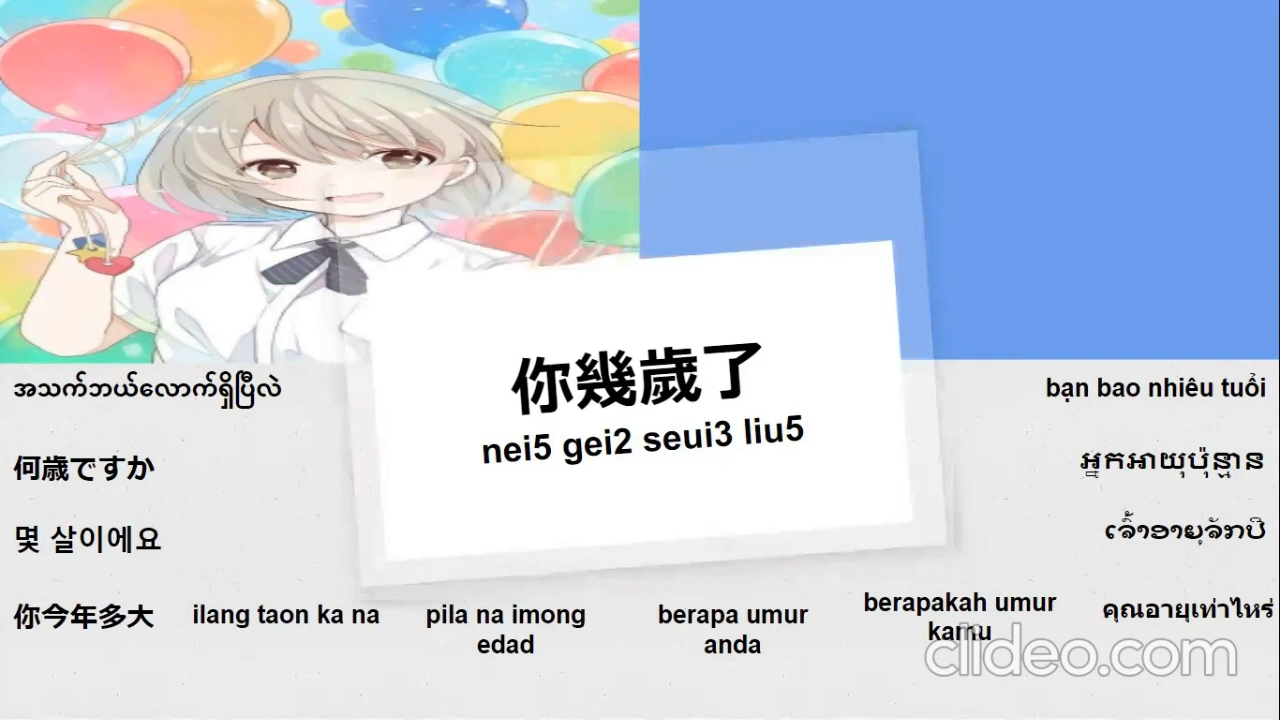 你幾歲了
nei5 gei2 seui3 liu5
အသက်ဘယ်လောက်ရှိပြီလဲ
bạn bao nhiêu tuổi
何歳ですか
អ្នកអាយុប៉ុន្មាន
몇 살이에요
ເຈົ້າອາຍຸຈັກປີ
你今年多大
ilang taon ka na
pila na imong
edad
berapa umur
anda
berapakah umur
kamu
คุณอายุเท่าไหร่
clideo.com